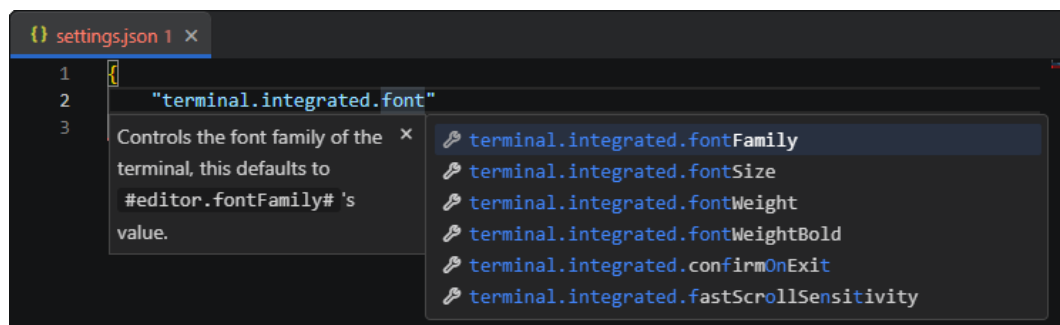 {} settings.json 1 ×
1 {
2 "terminal.integrated.font"
3
Controls the font family of the ×
terminal, this defaults to
#editor.fontFamily# 's
value.
terminal.integrated.fontFamily
terminal.integrated.fontSize
terminal.integrated.fontWeight
terminal.integrated.fontWeightBold
terminal.integrated.confirmOnExit
terminal.integrated.fastScrollSensitivity